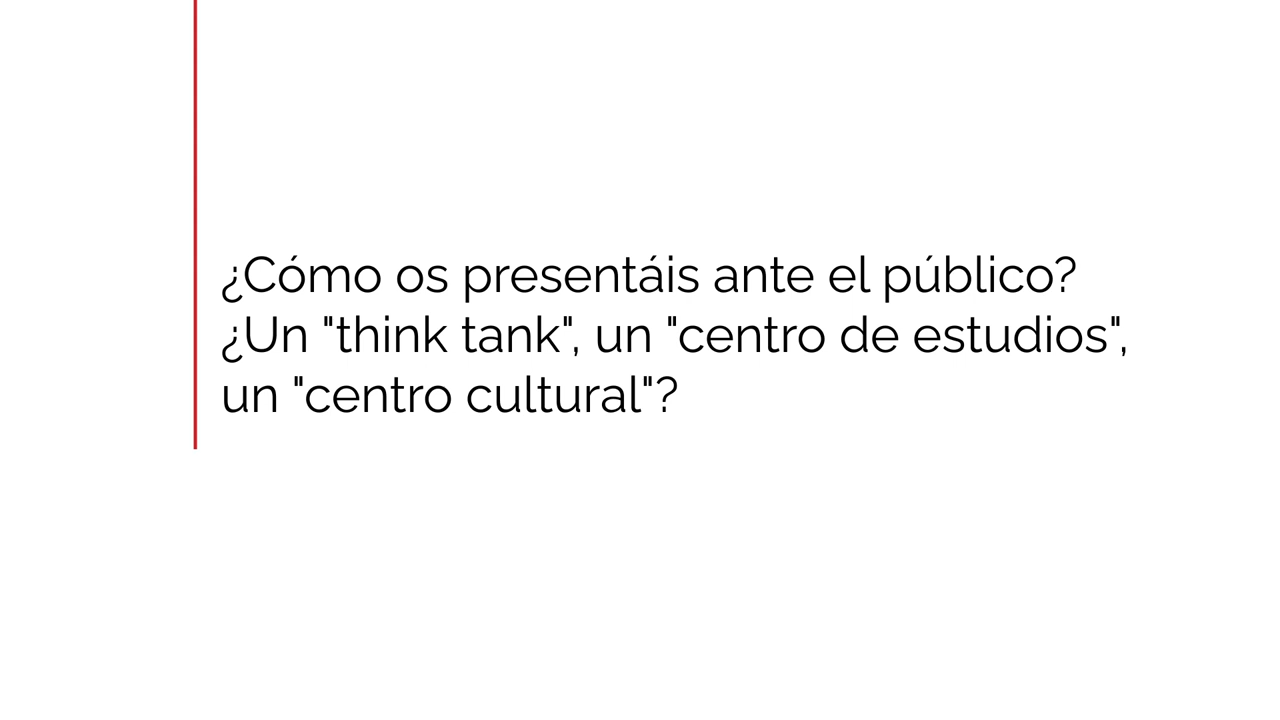 ¿Cómo os presentáis ante el público?
¿Un "think tank", un "centro de estudios",
un "centro cultural"?